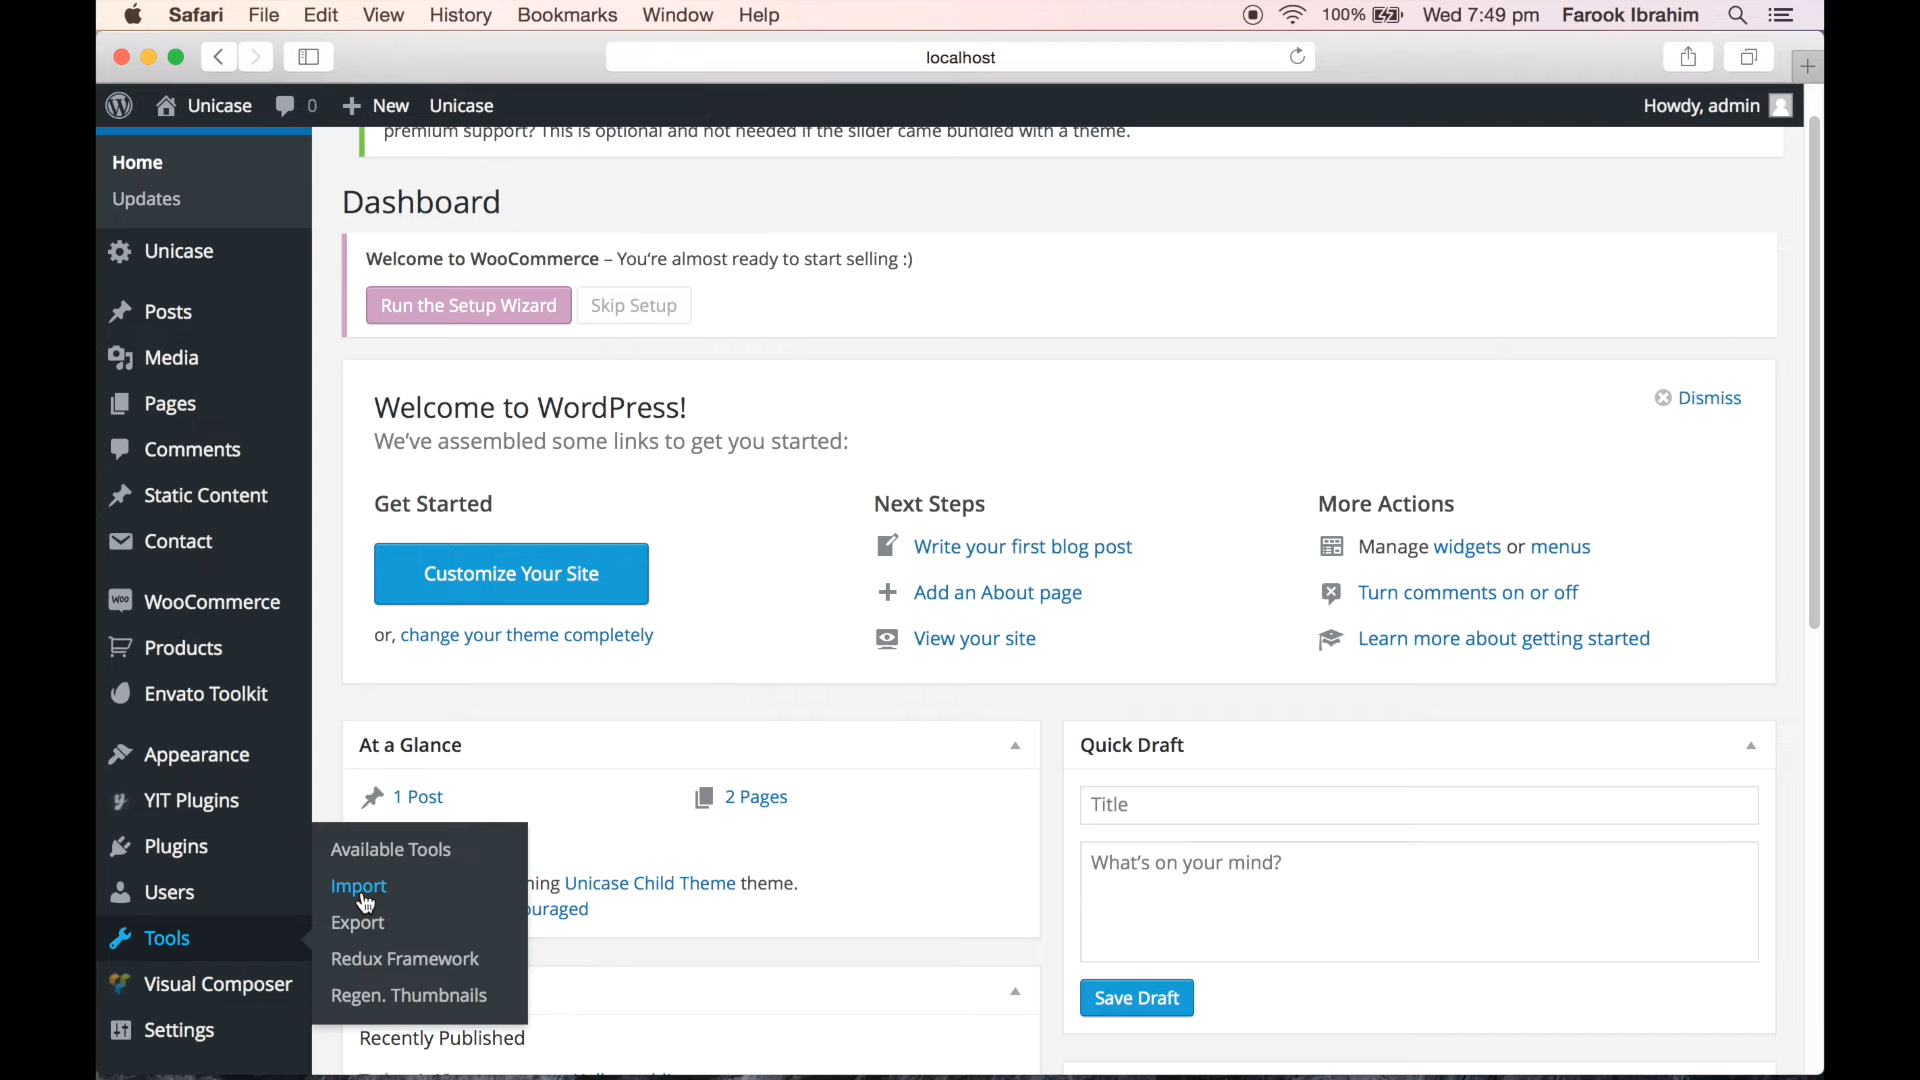 Safari File Edit View History Bookmarks Window Help 100% Wed 7:49 pm Farook Ibrahim
localhost
Unicase 0 New Unicase Howdy, admin
premium support? This is optional and not needed if the slider came bundled with a theme.
Home
Updates
Unicase
Posts
Media
Pages
Comments
Static Content
Contact
WooCommerce
Products
Envato Toolkit
Appearance
YIT Plugins
Plugins
Users
Tools
Visual Composer
Settings
Available Tools
Import
Export
Redux Framework
Regen. Thumbnails
Dashboard
Welcome to WooCommerce – You're almost ready to start selling :)
Run the Setup Wizard Skip Setup
Welcome to WordPress!
Dismiss
We've assembled some links to get you started:
Get Started
Customize Your Site
or, change your theme completely
Next Steps
Write your first blog post
Add an About page
View your site
More Actions
Manage widgets or menus
Turn comments on or off
Learn more about getting started
At a Glance
1 Post 2 Pages
ning Unicase Child Theme theme.
ouraged
Recently Published
Quick Draft
Title
What's on your mind?
Save Draft